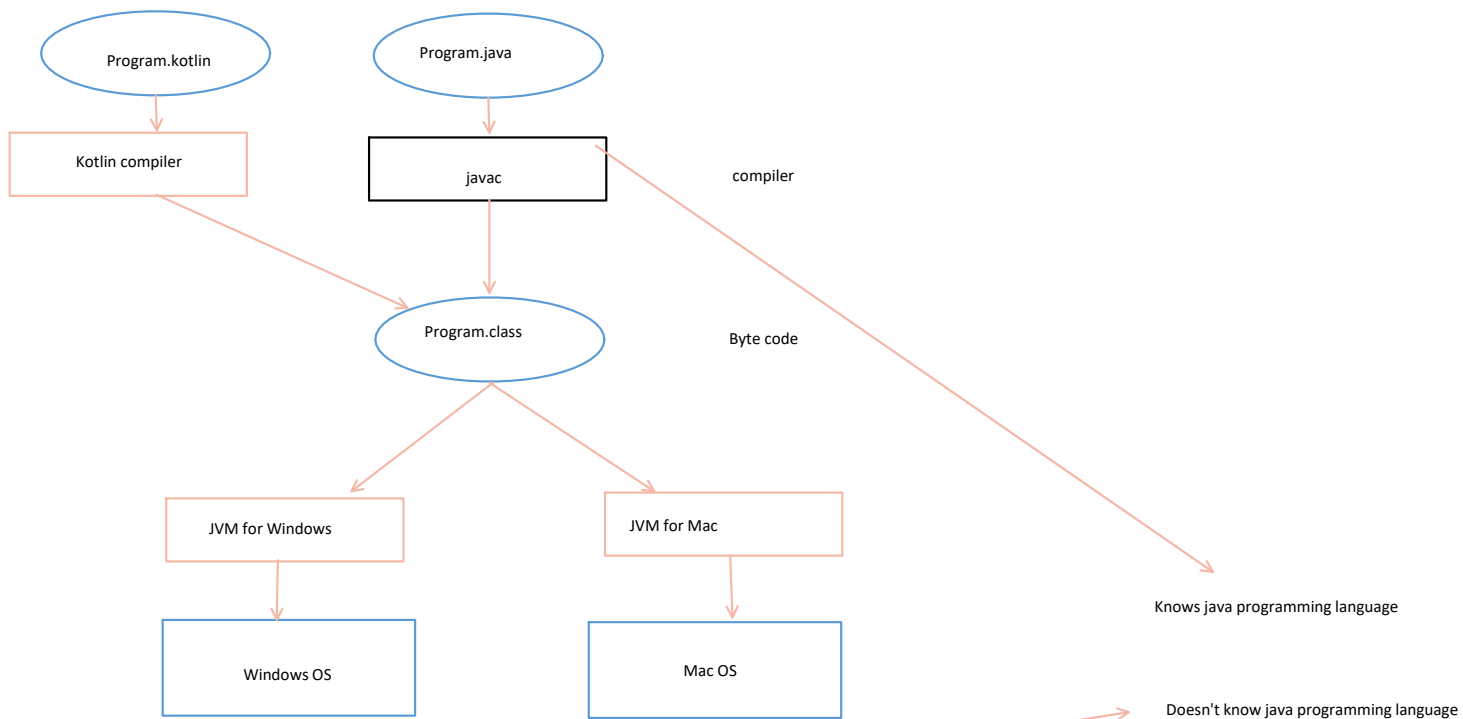 Program.kotlin
Program.java
Kotlin compiler
javac
compiler
Program.class
Byte code
JVM for Windows
JVM for Mac
Knows java programming language
Windows OS
Mac OS
Doesn't know java programming language